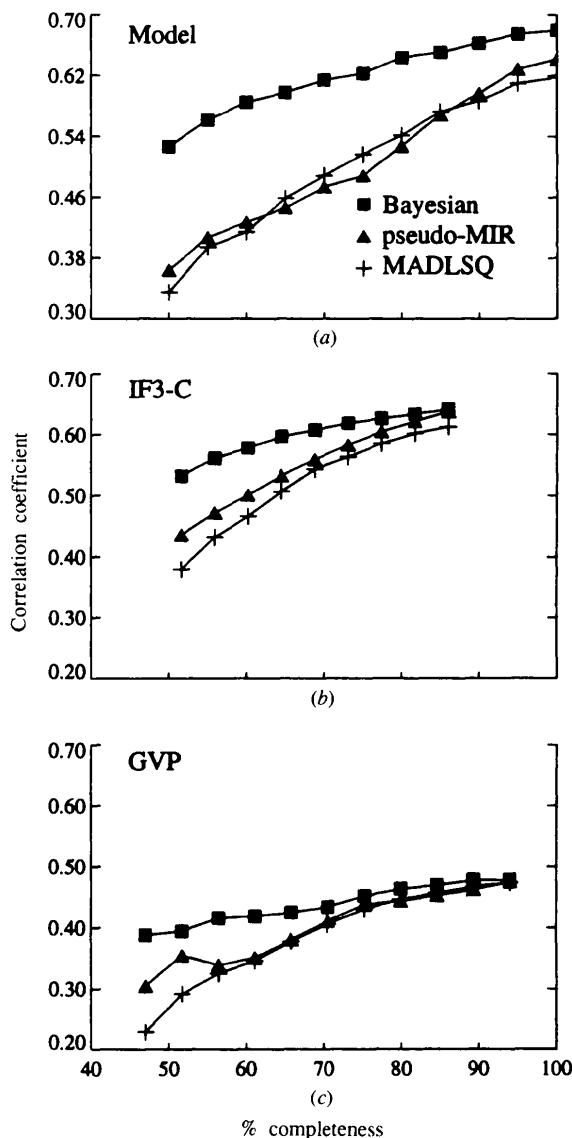 Model
0.70
0.62
0.54
0.46
0.38
0.30
Bayesian
pseudo-MIR
MADLSQ
(a)
IF3-C
0.70
0.60
0.50
0.40
0.30
0.20
Correlation coefficient
(b)
GVP
0.70
0.60
0.50
0.40
0.30
0.20
40 50 60 70 80 90 100
(c)
% completeness